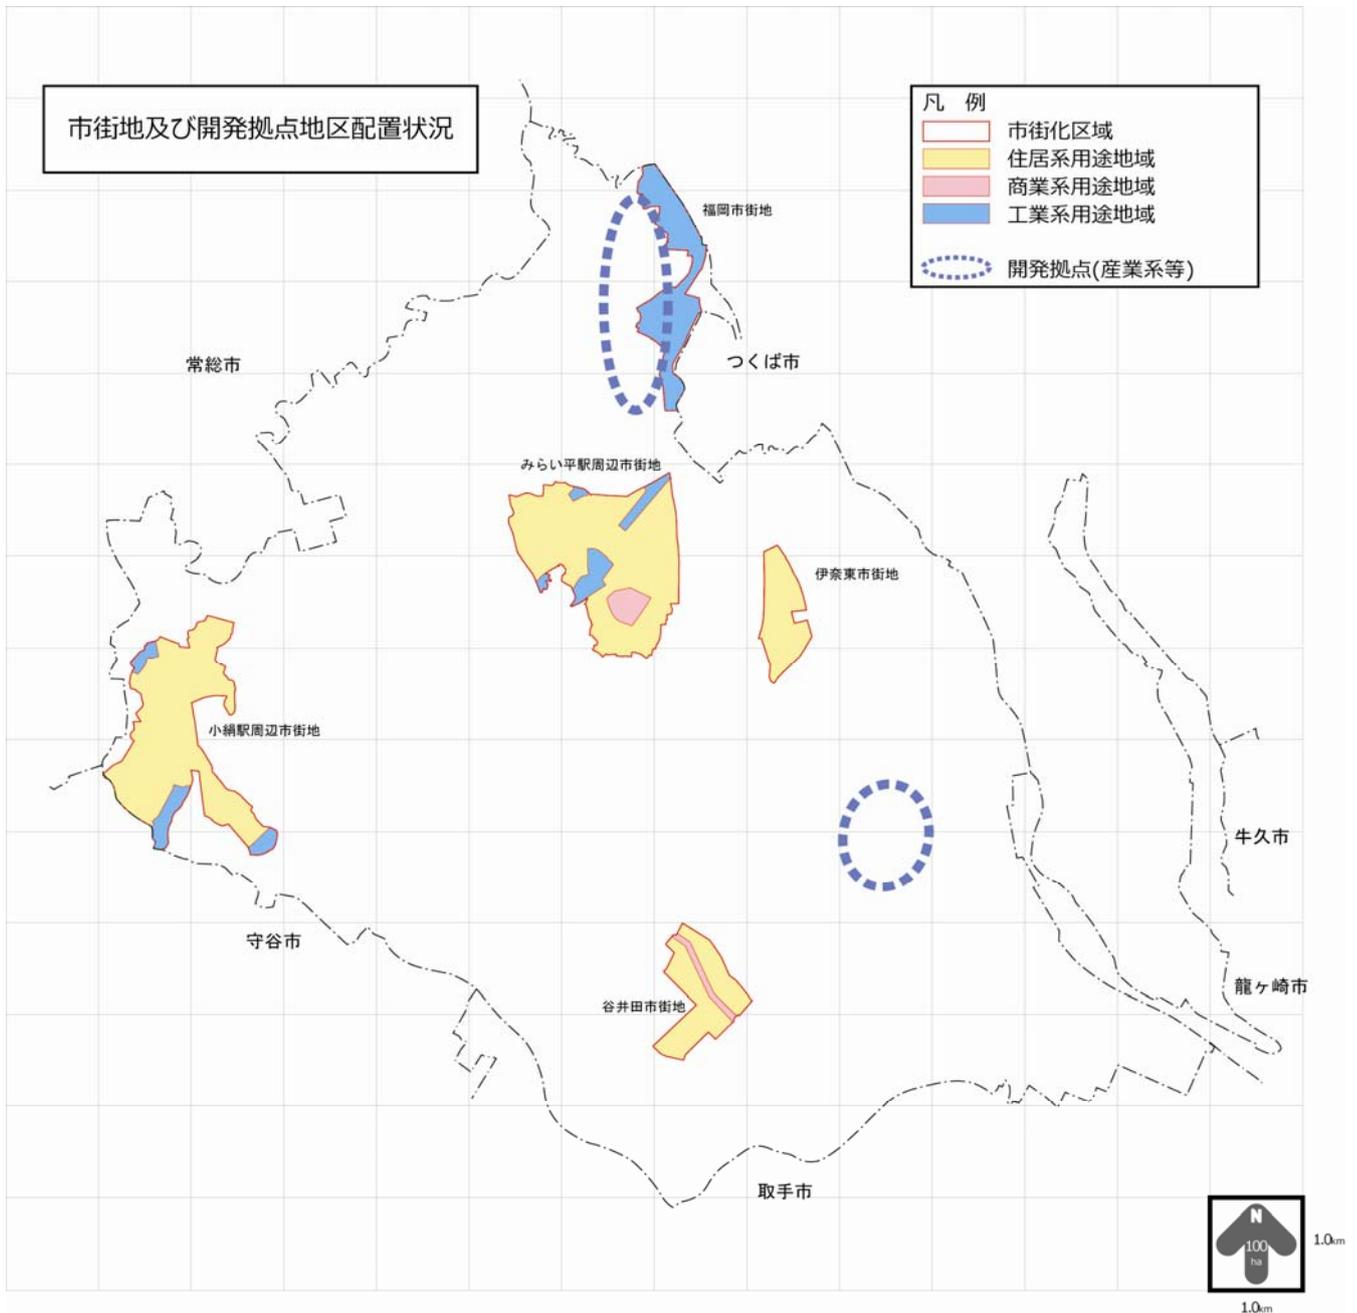 市街地及び開発拠点地区配置状況
凡　例
市街化区域
住居系用途地域
商業系用途地域
工業系用途地域
開発拠点(産業系等)
福岡市街地
常総市
つくば市
みらい平駅周辺市街地
伊奈東市街地
小絹駅周辺市街地
牛久市
守谷市
龍ヶ崎市
谷井田市街地
取手市
N
100
ha
1.0km
1.0km